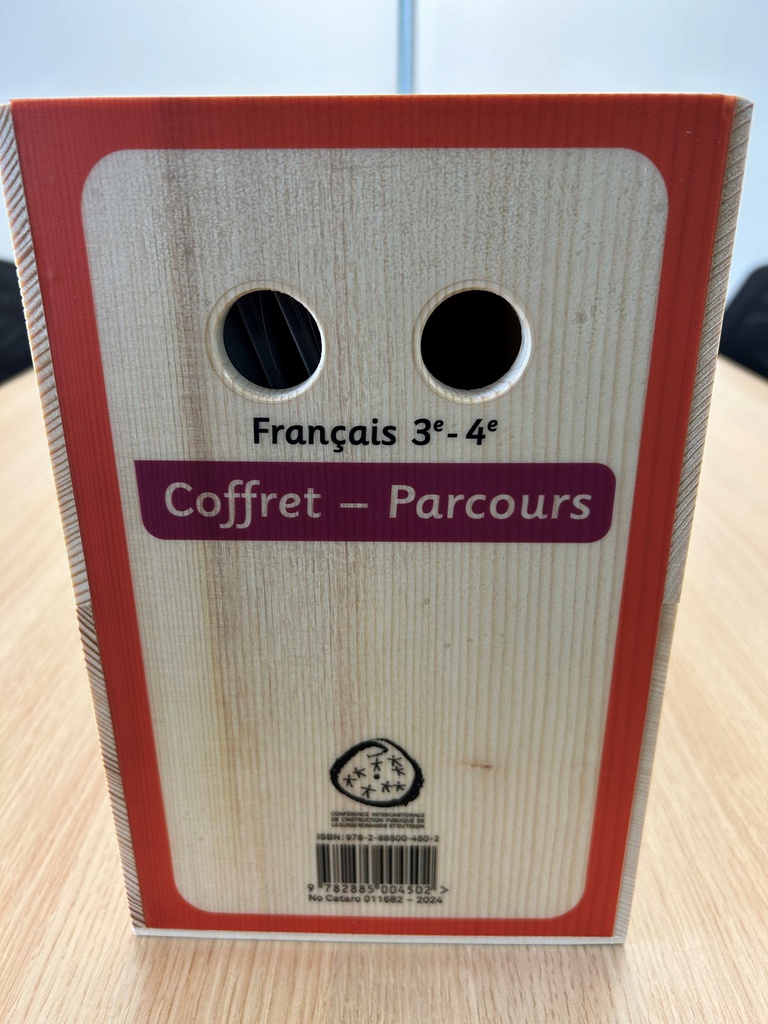 Français 3e - 4e
Coffret – Parcours
CONFÉRENCE INTERCANTONALE
DE L'INSTRUCTION PUBLIQUE DE
LA SUISSE ROMANDE ET DU TESSIN
ISBN: 978-2-88500-450-2
9 782885 004502 >
No Cataro 011682 – 2024